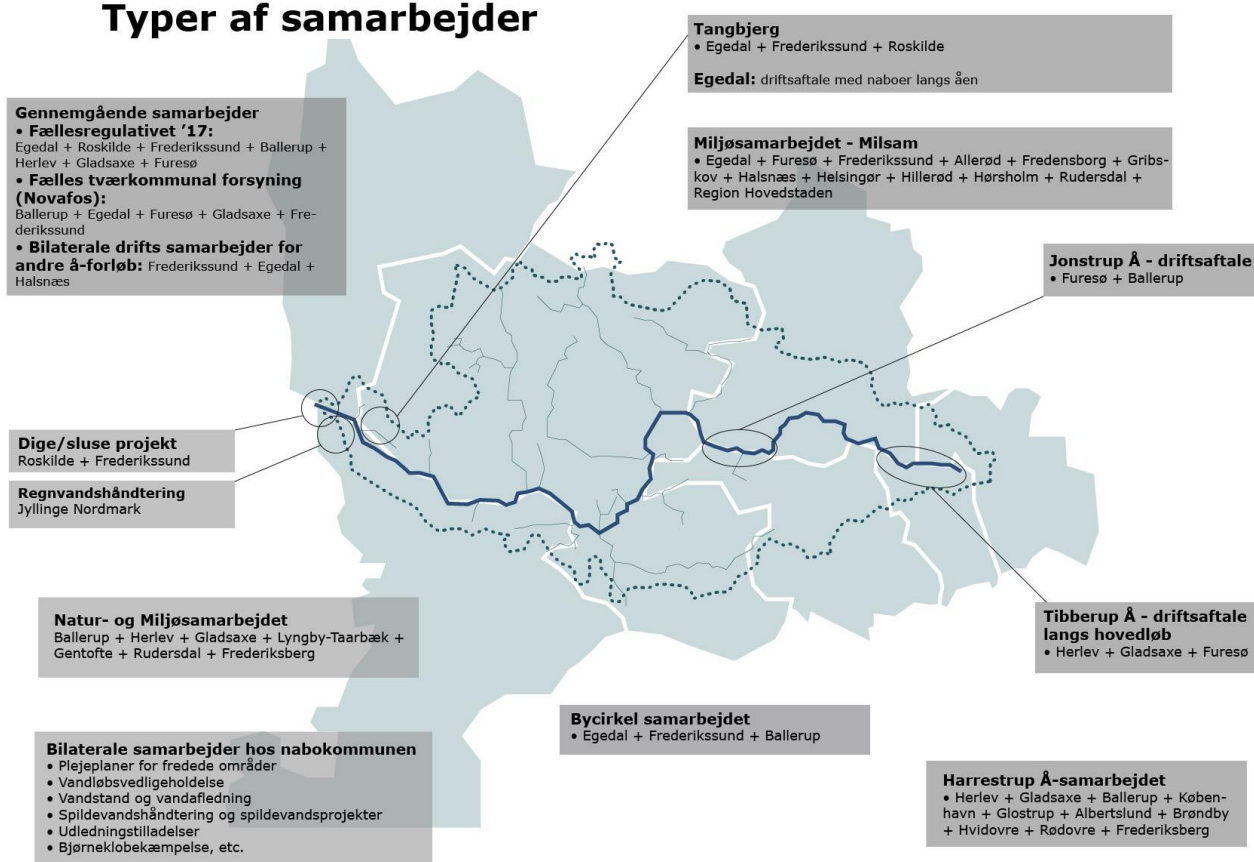 Typer af samarbejder
Tangbjerg
• Egedal + Frederikssund + Roskilde
Egedal: driftsaftale med naboer langs åen
Gennemgående samarbejder
• Fællesregulativet ’17:
Egedal + Roskilde + Frederikssund + Ballerup +
Herlev + Gladsaxe + Furesø
• Fælles tværkommunal forsyning
(Novafos):
Ballerup + Egedal + Furesø + Gladsaxe + Fre-
derikssund
• Bilaterale drifts samarbejder for
andre å-forløb: Frederikssund + Egedal +
Halsnæs
Miljøsamarbejdet - Milsam
• Egedal + Furesø + Frederikssund + Allerød + Fredensborg + Gribs-
kov + Halsnæs + Helsingør + Hillerød + Hørsholm + Rudersdal +
Region Hovedstaden
Jonstrup Å - driftsaftale
• Furesø + Ballerup
Dige/sluse projekt
Roskilde + Frederikssund
Regnvandshåndtering
Jyllinge Nordmark
Natur- og Miljøsamarbejdet
Ballerup + Herlev + Gladsaxe + Lyngby-Taarbæk +
Gentofte + Rudersdal + Frederiksberg
Tibberup Å - driftsaftale
langs hovedløb
• Herlev + Gladsaxe + Furesø
Bycirkel samarbejdet
• Egedal + Frederikssund + Ballerup
Bilaterale samarbejder hos nabokommunen
• Plejeplaner for fredede områder
• Vandløbsvedligeholdelse
• Vandstand og vandafledning
• Spildevandshåndtering og spildevandsprojekter
• Udledningstilladelser
• Bjørneklobekæmpelse, etc.
Harrestrup Å-samarbejdet
• Herlev + Gladsaxe + Ballerup + Køben-
havn + Glostrup + Albertslund + Brøndby
+ Hvidovre + Rødovre + Frederiksberg